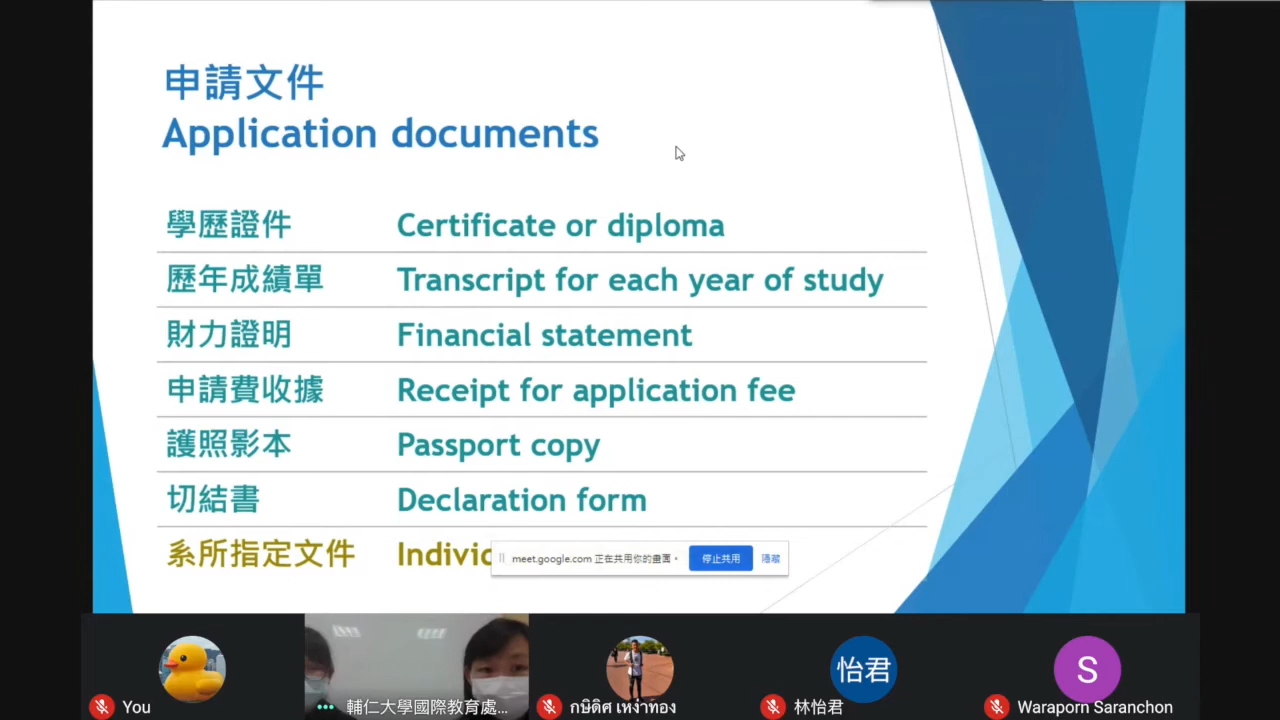 申請文件
Application documents
學歷證件 Certificate or diploma
歷年成績單 Transcript for each year of study
財力證明 Financial statement
申請費收據 Receipt for application fee
護照影本 Passport copy
切結書 Declaration form
系所指定文件
meet.google.com 正在共用你的畫面。 停止共用 隱藏
怡君
S
You
輔仁大學國際教育處...
กษิดิศ เหง่าทอง
林怡君
Waraporn Saranchon